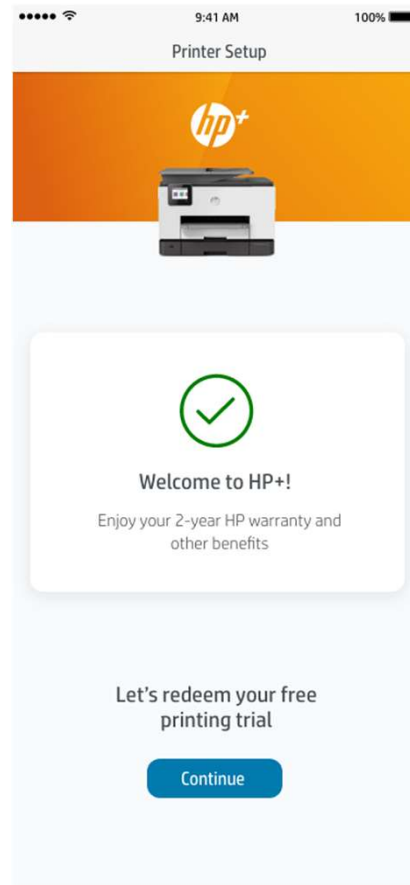 9:41 AM
100%
Printer Setup
hp+
Welcome to HP+!
Enjoy your 2-year HP warranty and
other benefits
Let's redeem your free
printing trial
Continue